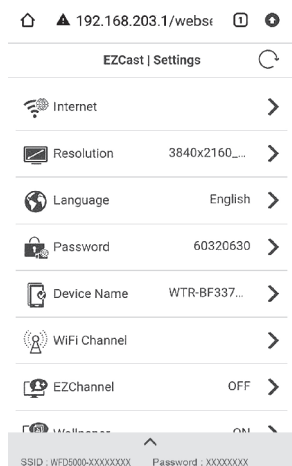 192.168.203.1/webse 1
EZCast | Settings
Internet
Resolution 3840x2160_...
Language English
Password 60320630
Device Name WTR-BF337...
WiFi Channel
EZChannel OFF
Wallpaper ON
SSID : WFD5000-XXXXXXXX Password : XXXXXXXX